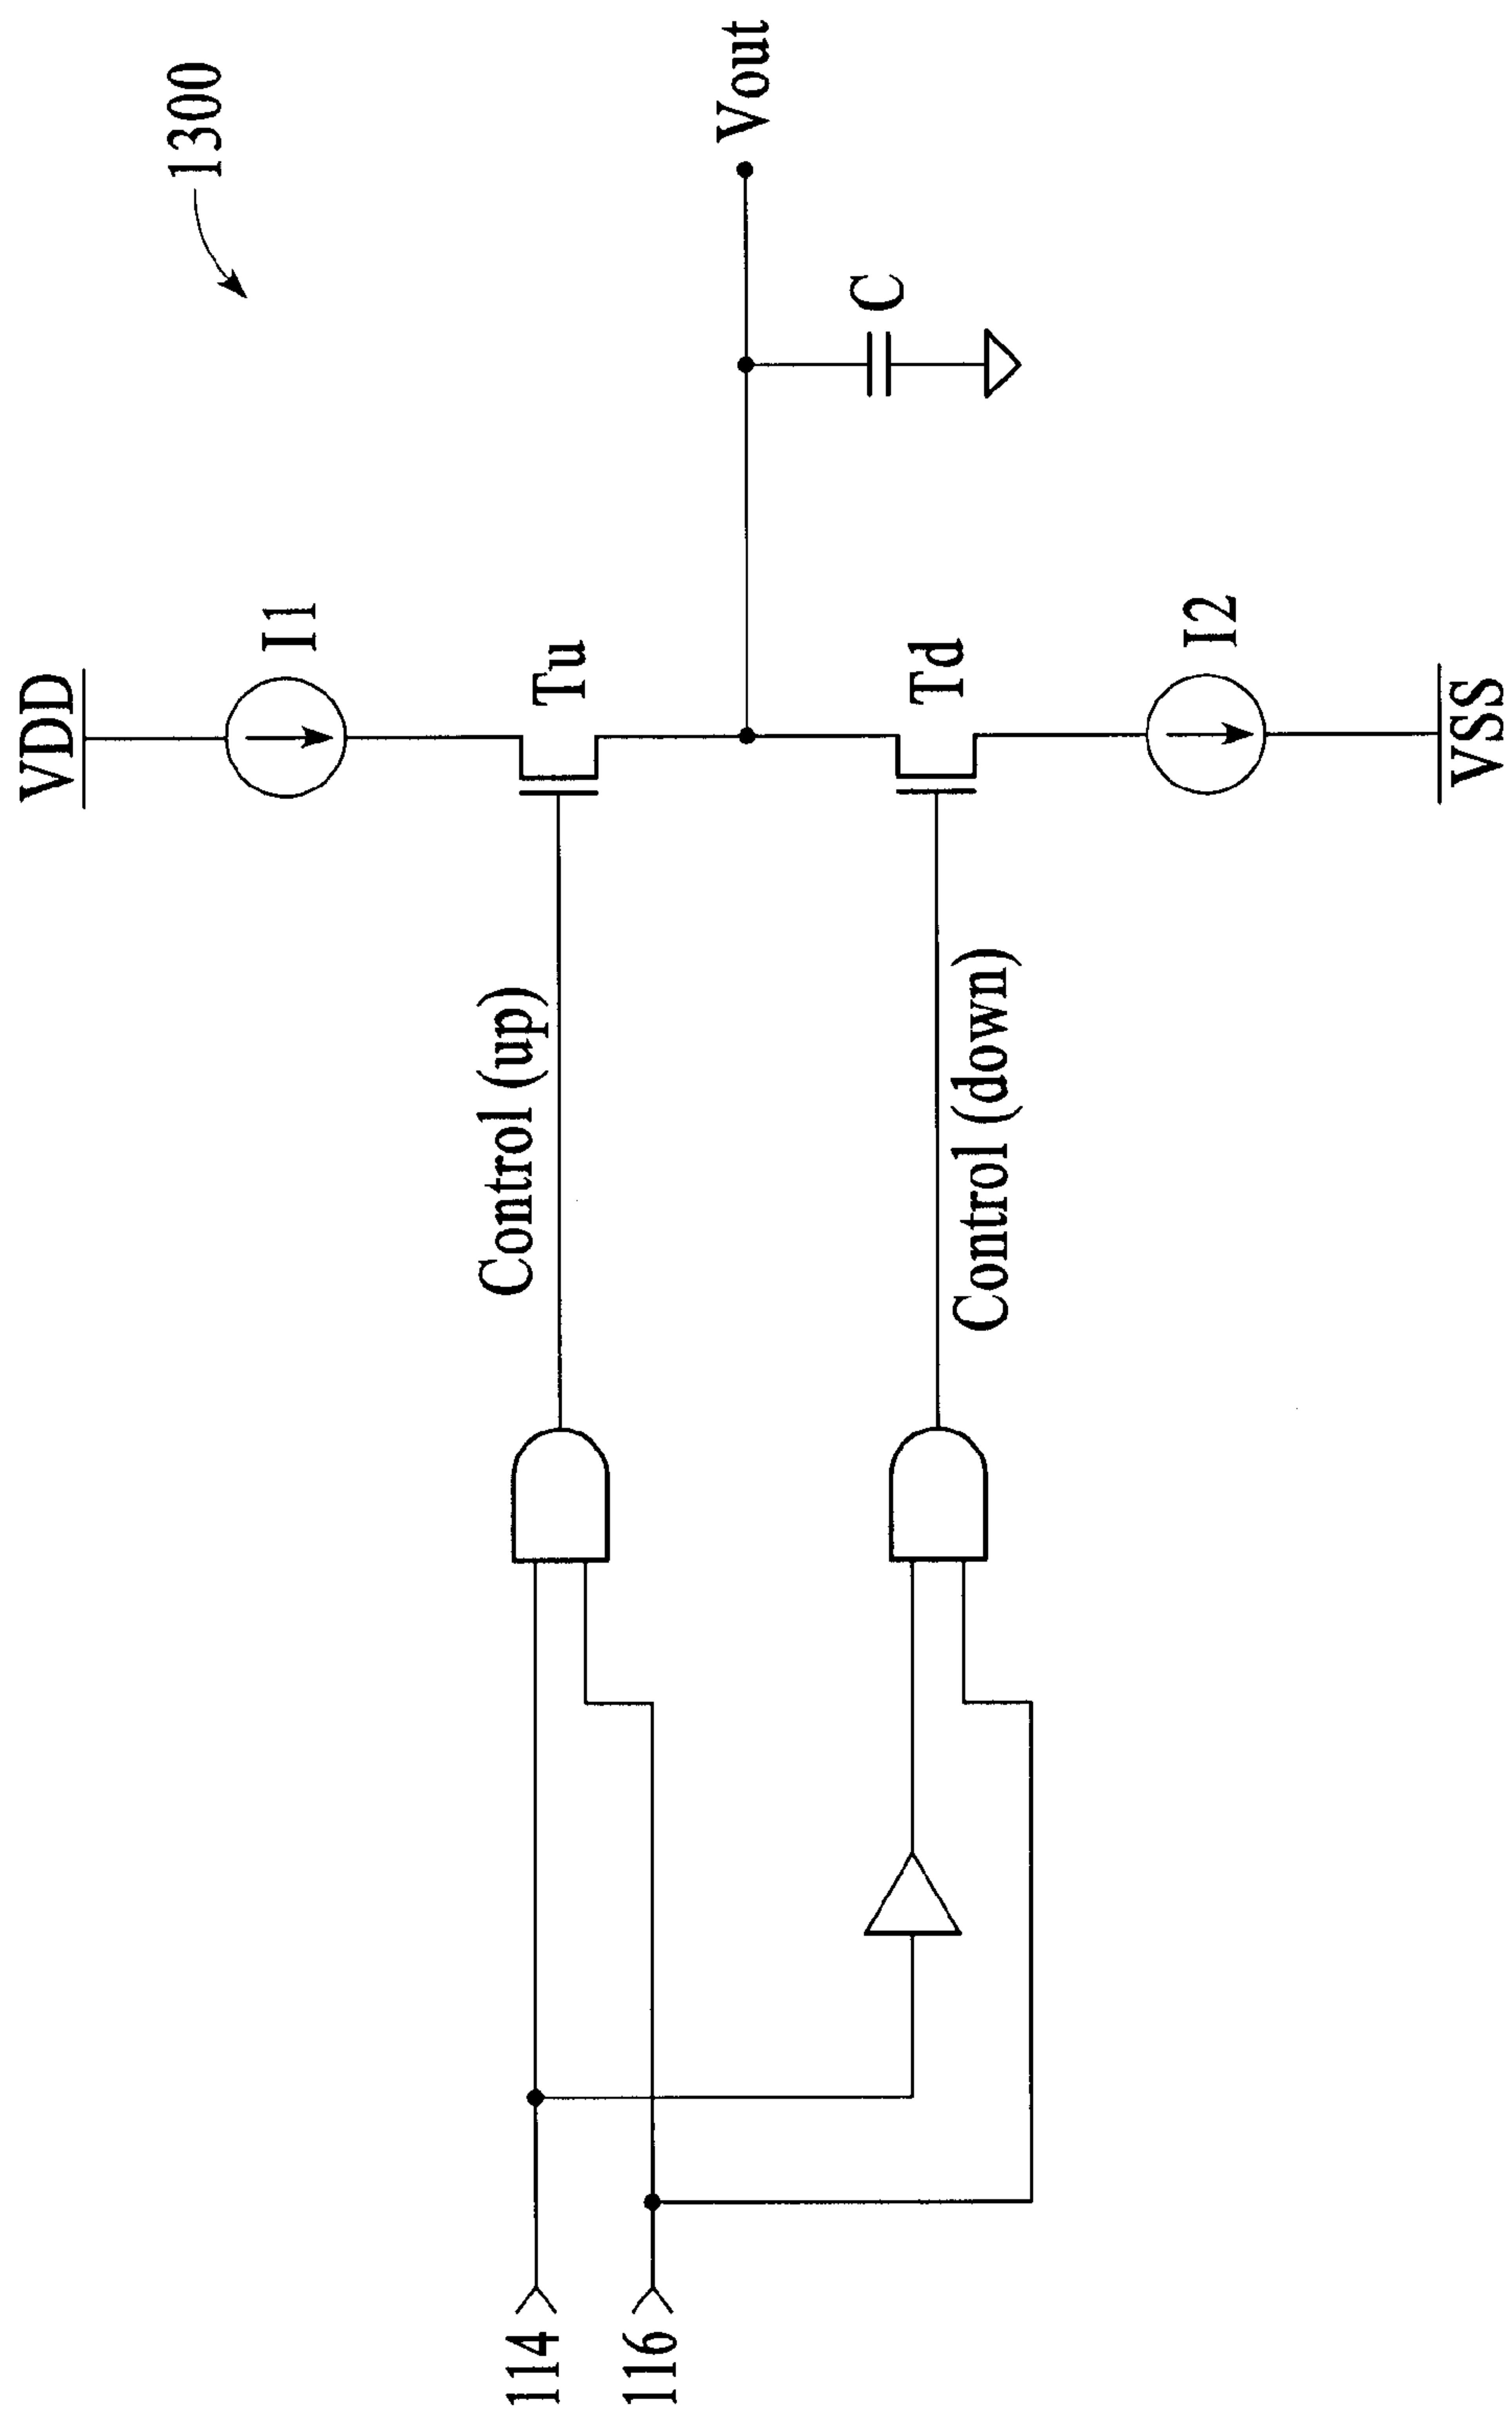 1300
VDD
I1
Tu
Control (up)
Vout
C
114
116
Td
Control (down)
I2
VSS